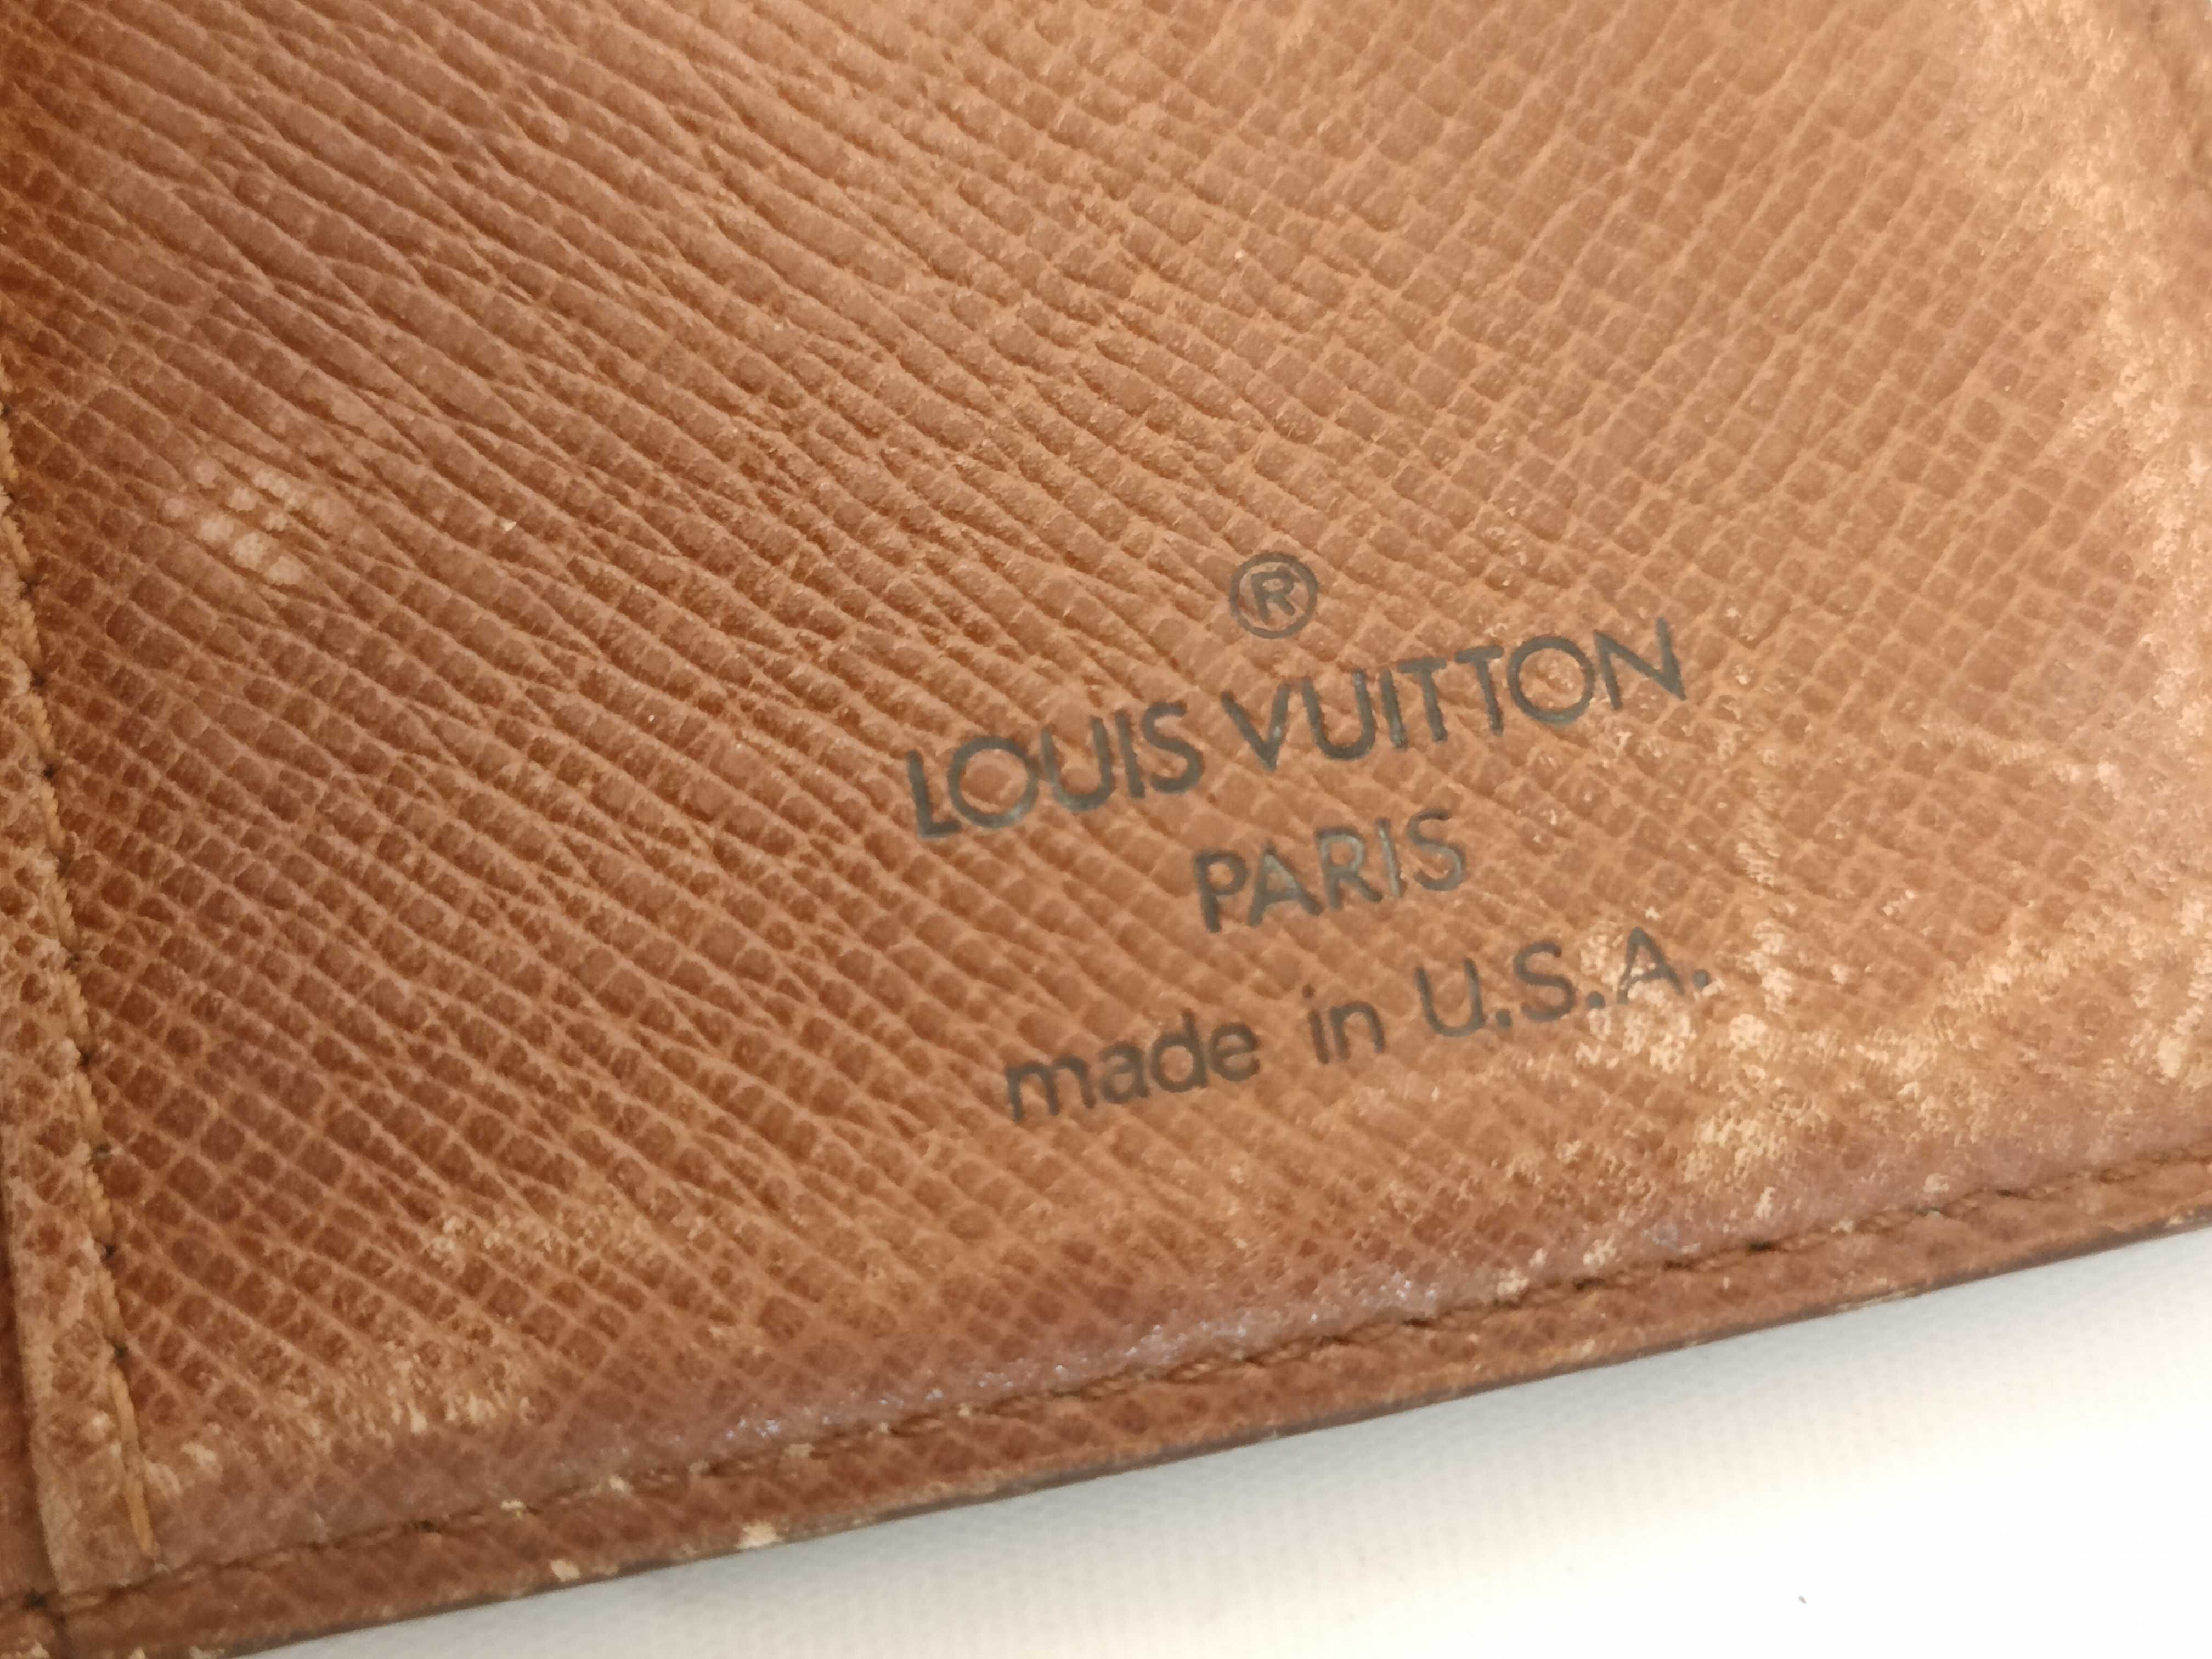 ®
LOUIS VUITTON
PARIS
made in U.S.A.